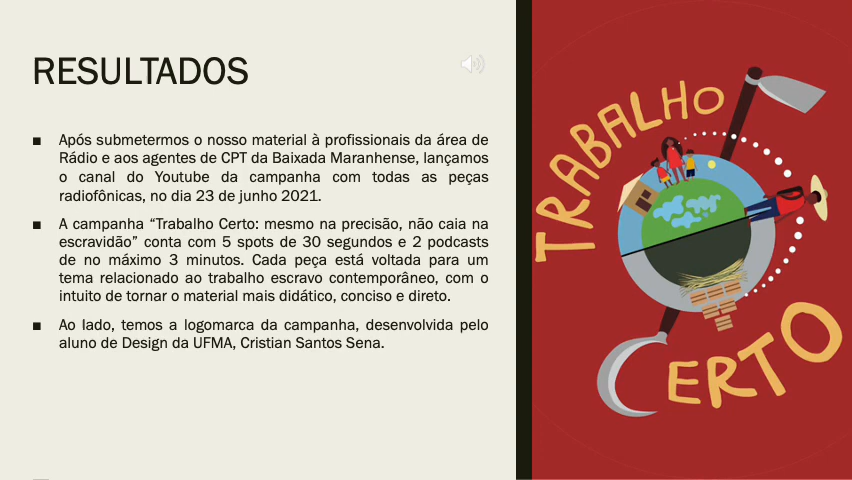 RESULTADOS
Após submetermos o nosso material à profissionais da área de
Rádio e aos agentes de CPT da Baixada Maranhense, lançamos
o canal do Youtube da campanha com todas as peças
radiofônicas, no dia 23 de junho 2021.
A campanha “Trabalho Certo: mesmo na precisão, não caia na
escravidão” conta com 5 spots de 30 segundos e 2 podcasts
de no máximo 3 minutos. Cada peça está voltada para um
tema relacionado ao trabalho escravo contemporâneo, com o
intuito de tornar o material mais didático, conciso e direto.
Ao lado, temos a logomarca da campanha, desenvolvida pelo
aluno de Design da UFMA, Cristian Santos Sena.
TRABALHO
CERTO